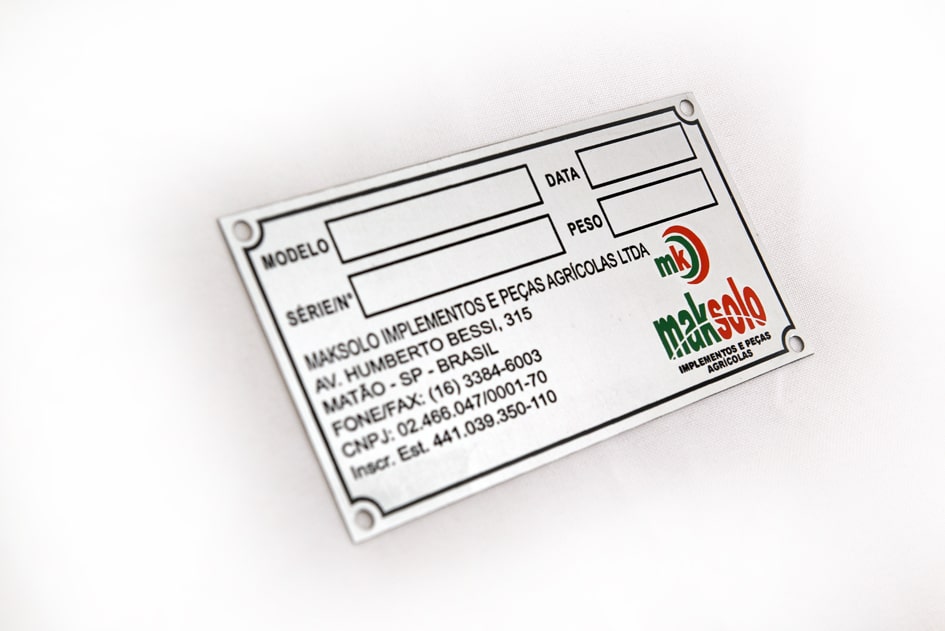 MODELO
DATA
SÉRIE/Nº
PESO
MAKSOLO IMPLEMENTOS E PEÇAS AGRÍCOLAS LTDA
AV. HUMBERTO BESSI, 315
MATÃO - SP - BRASIL
FONE/FAX: (16) 3384-6003
CNPJ: 02.466.047/0001-70
Inscr. Est. 441.039.350-110
mk
maksolo
IMPLEMENTOS E PEÇAS
AGRÍCOLAS